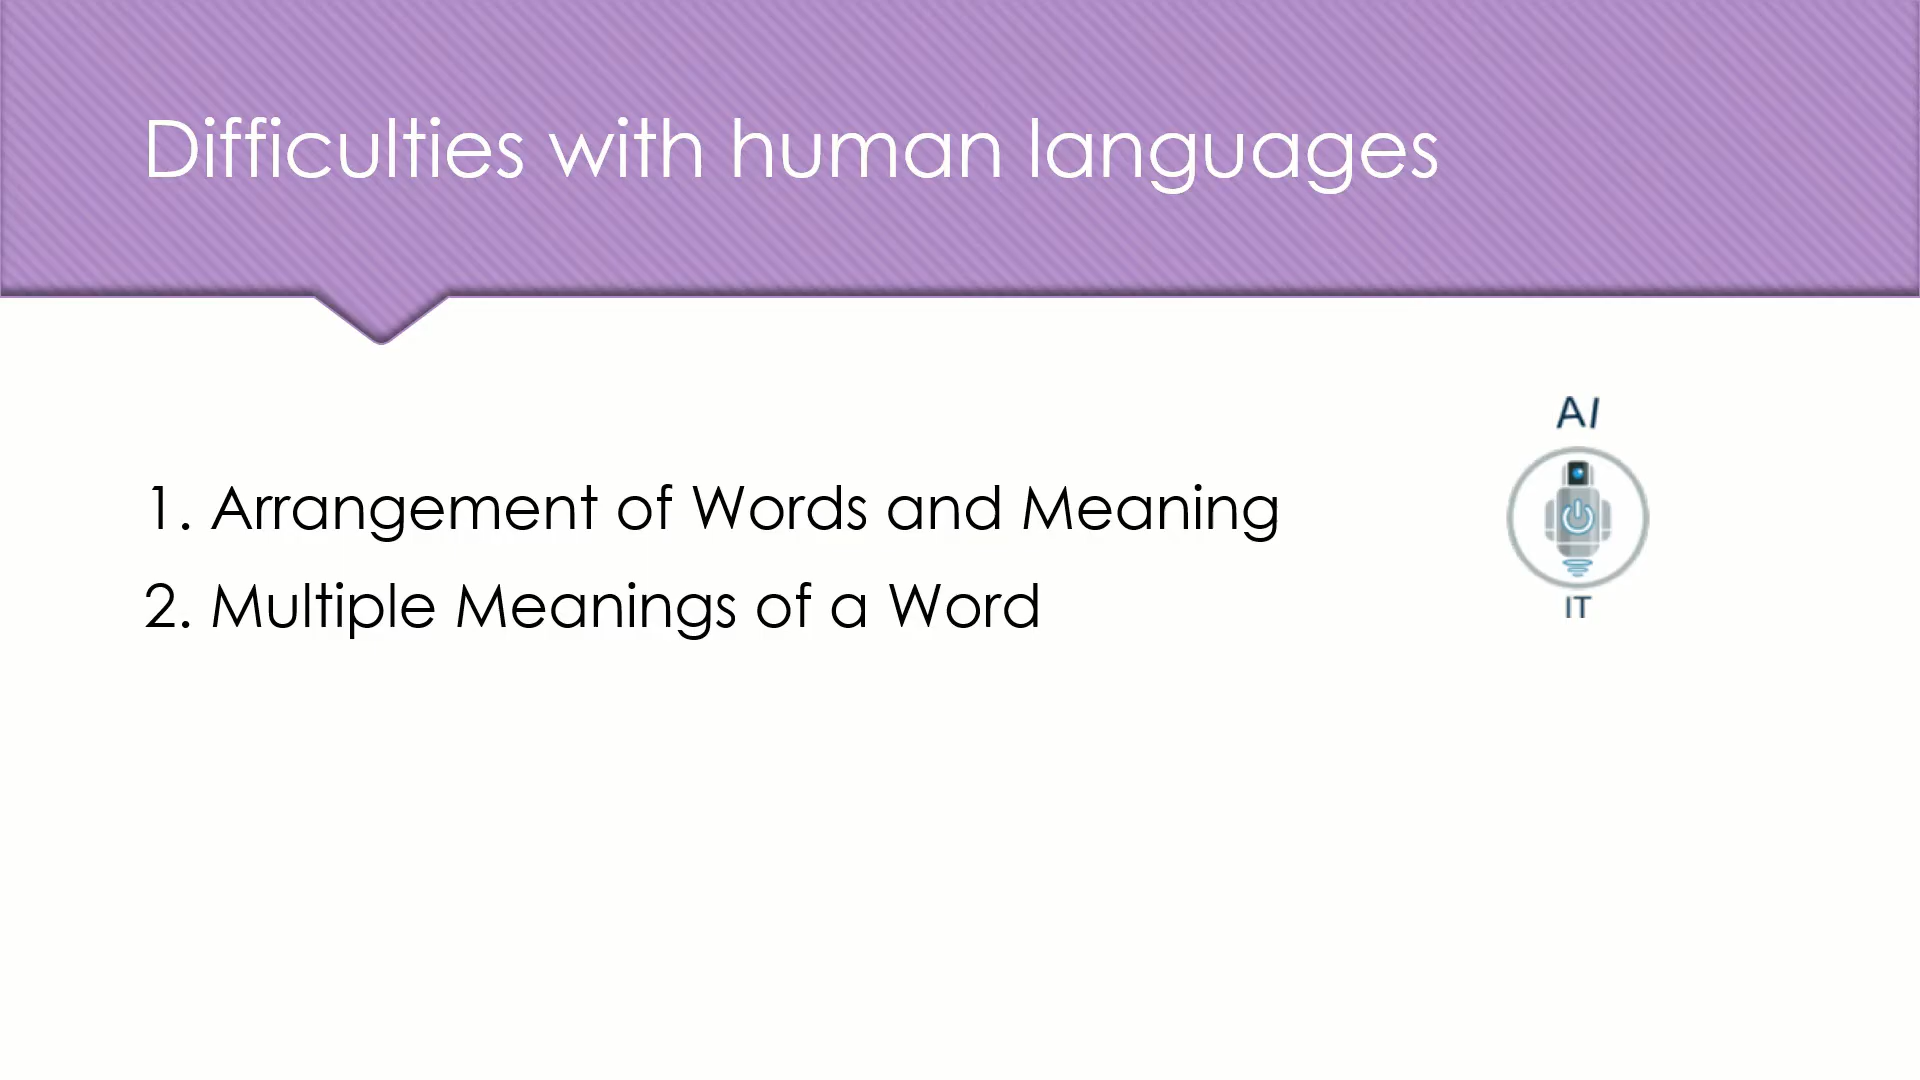 Difficulties with human languages
AI
1. Arrangement of Words and Meaning
2. Multiple Meanings of a Word
IT